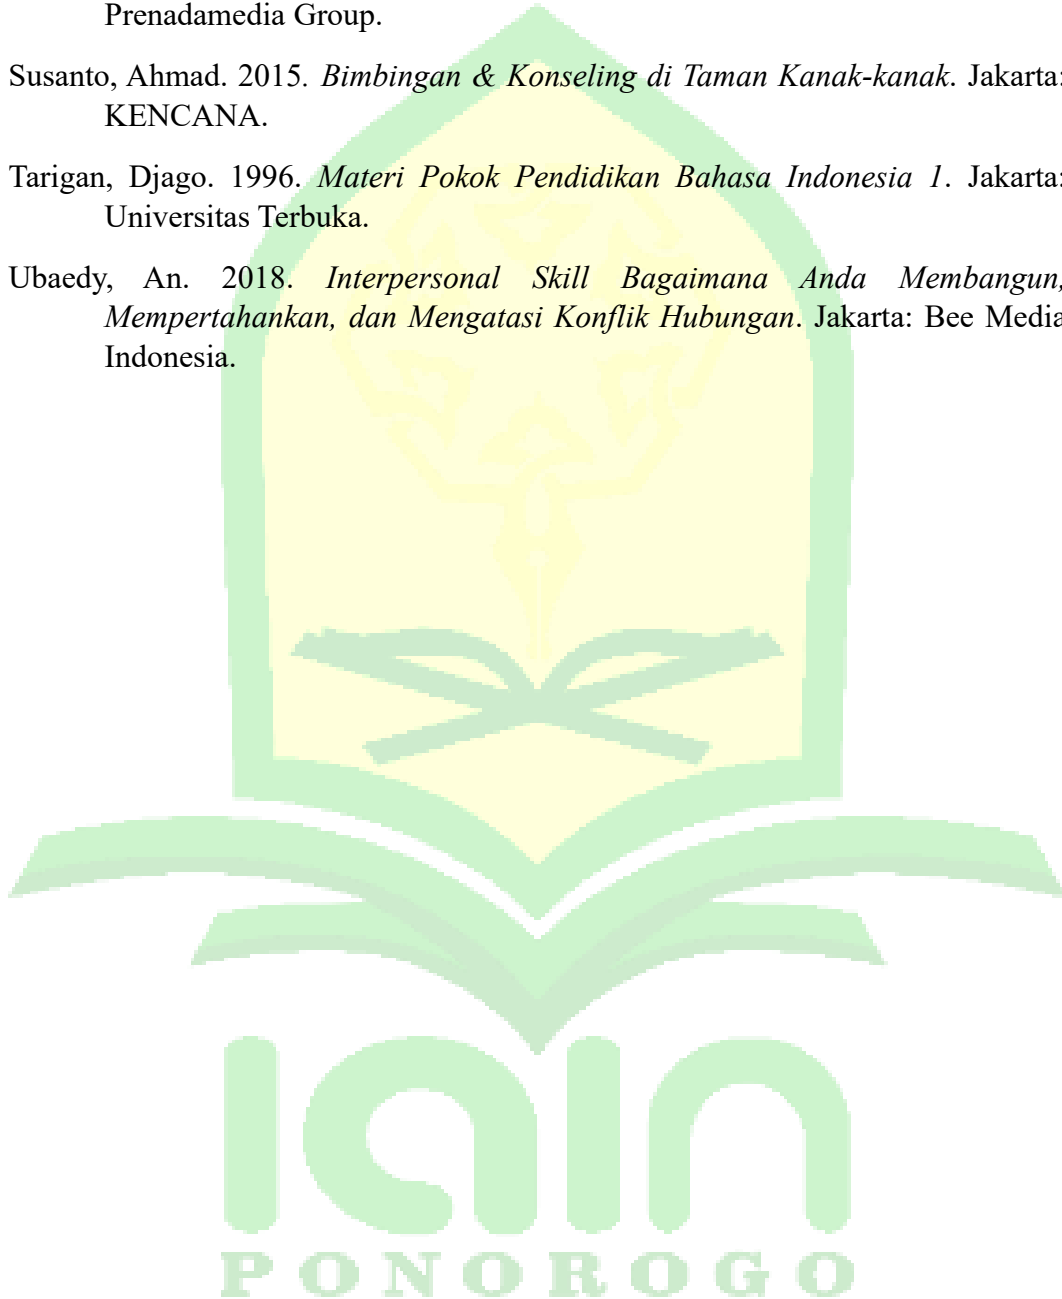 Prenadamedia Group.
Susanto, Ahmad. 2015. Bimbingan & Konseling di Taman Kanak-kanak. Jakarta:
KENCANA.
Tarigan, Djago. 1996. Materi Pokok Pendidikan Bahasa Indonesia 1. Jakarta:
Universitas Terbuka.
Ubaedy, An. 2018. Interpersonal Skill Bagaimana Anda Membangun,
Mempertahankan, dan Mengatasi Konflik Hubungan. Jakarta: Bee Media
Indonesia.
iain
PONOROGO